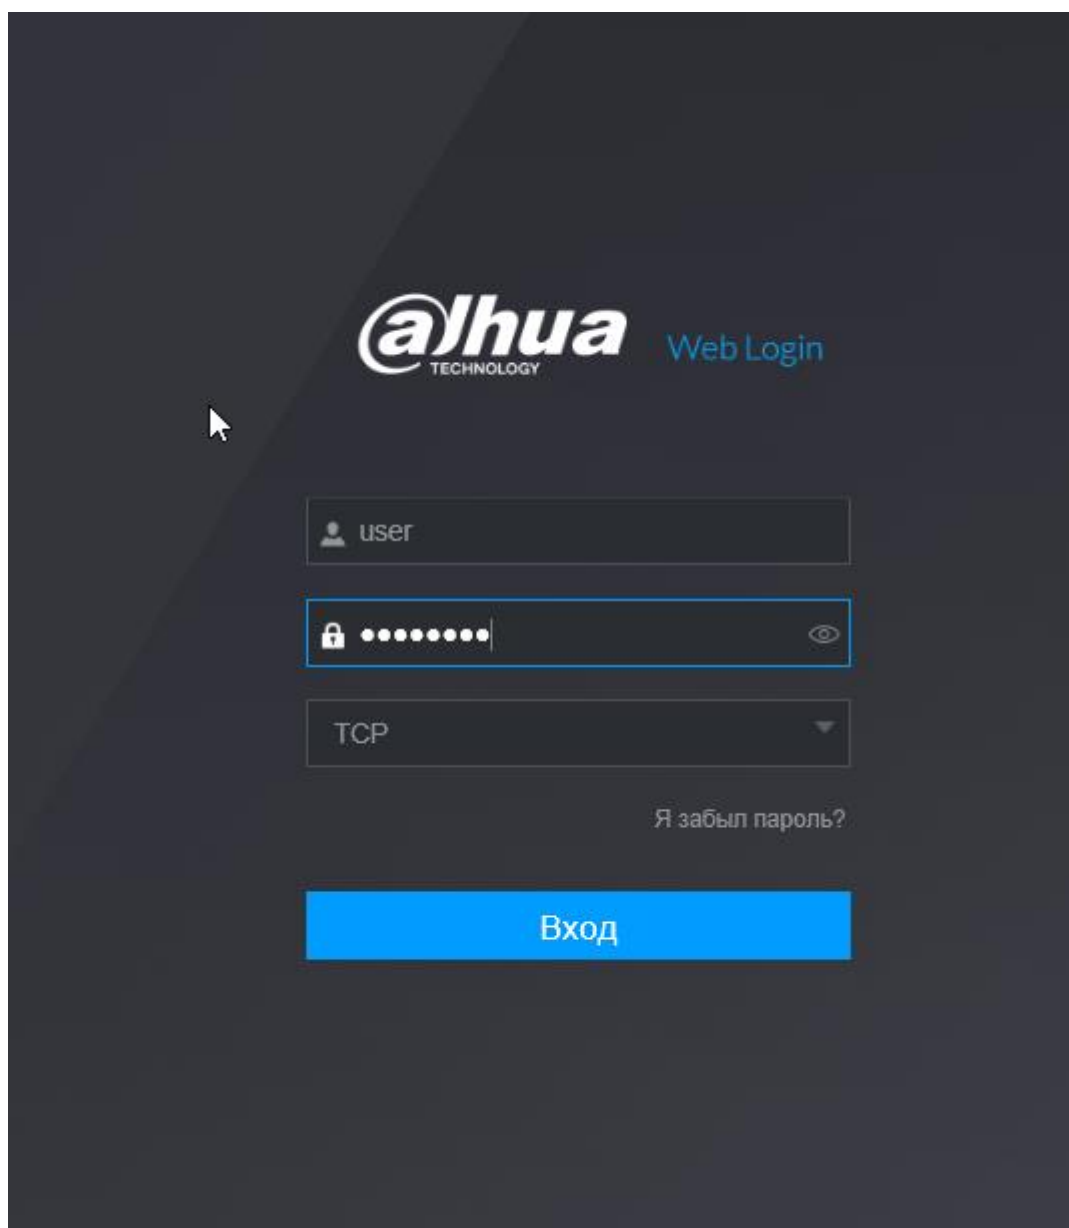 alhua Web Login
TECHNOLOGY
user
••••••••
TCP
Я забыл пароль?
Вход